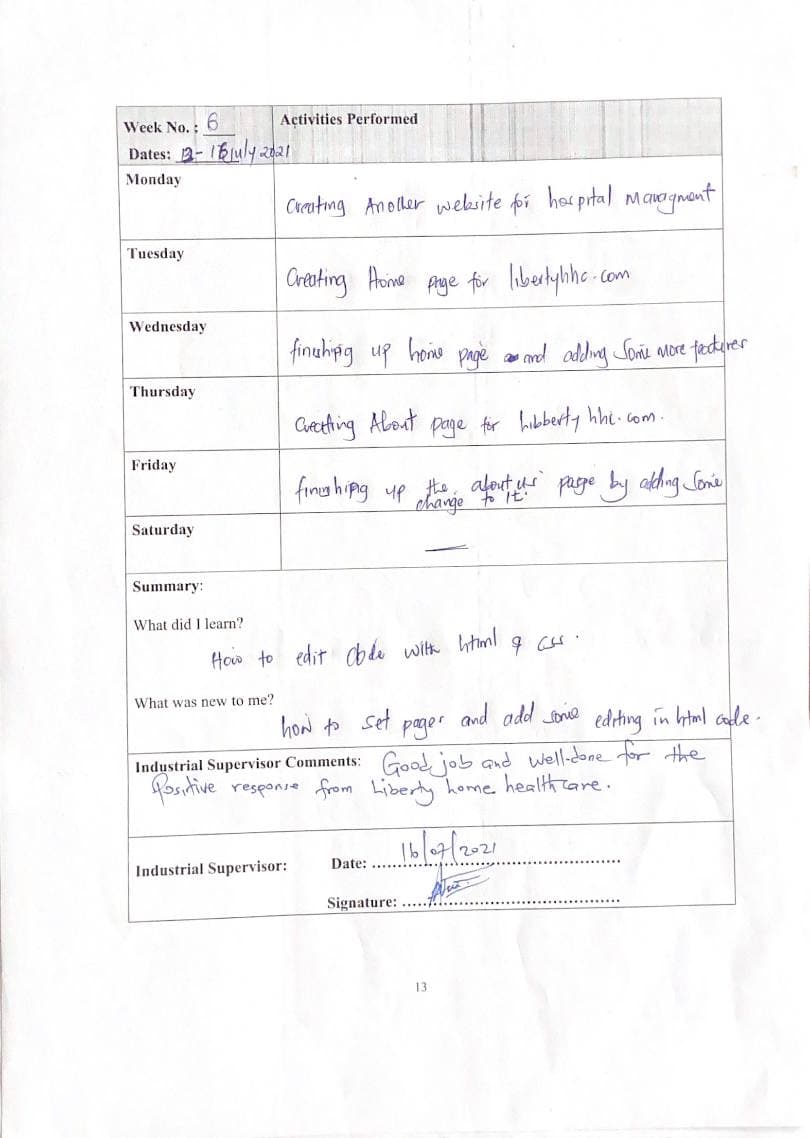 Week No. : 6
Activities Performed
Dates: 12 - 16 July 2021
Monday
Creating Another website for hospital Managment
Tuesday
Creating Home page for libertyhhc.com
Wednesday
finishipg up home page and adding Some More features
Thursday
Creatting About page for Libberty hhc.com.
Friday
finishipg up the about us page by adding Some
change to it.
Saturday
—
Summary:
What did I learn?
How to edit Code with html & css.
What was new to me?
how to set pages and add some editing in html code.
Industrial Supervisor Comments: Good job and well-done for the
Positive response from Liberty home healthcare.
Industrial Supervisor:
Date: 16/07/2021
Signature:
13